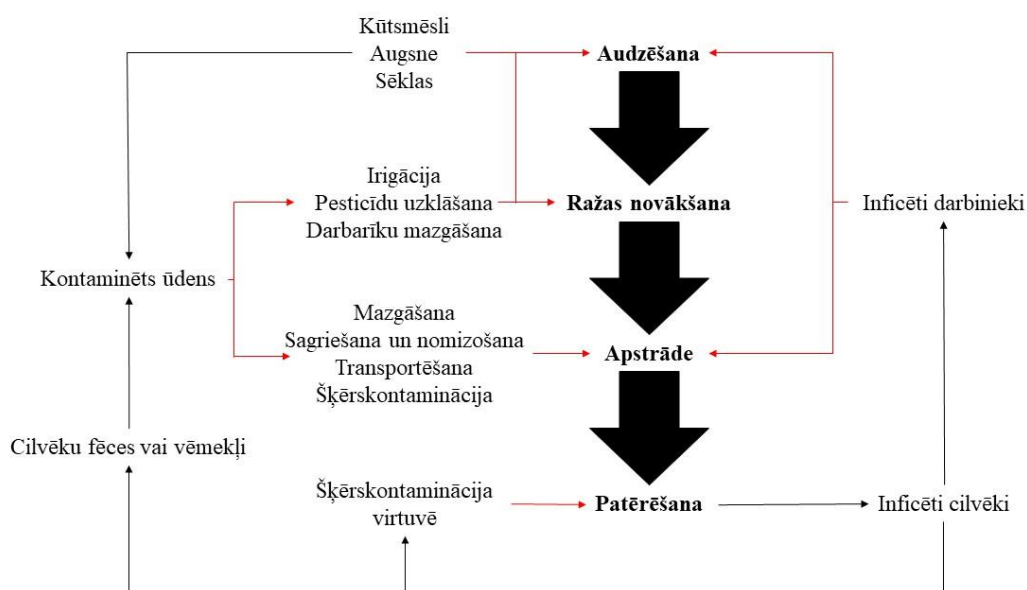 Kūtsmēsli
Augsne
Sēklas
Audzēšana
Irigācija
Pesticīdu uzklāšana
Darbarīku mazgāšana
Ražas novākšana
Inficēti darbinieki
Kontaminēts ūdens
Mazgāšana
Sagriešana un nomizošana
Transportēšana
Šķērskontaminācija
Apstrāde
Cilvēku fēces vai vēmekļi
Šķērskontaminācija
virtuvē
Patērēšana
Inficēti cilvēki